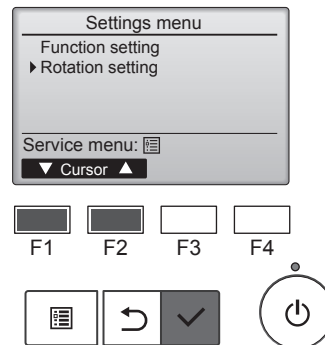 Settings menu
Function setting
Rotation setting
Service menu:
▼ Cursor ▲
F1 F2 F3 F4